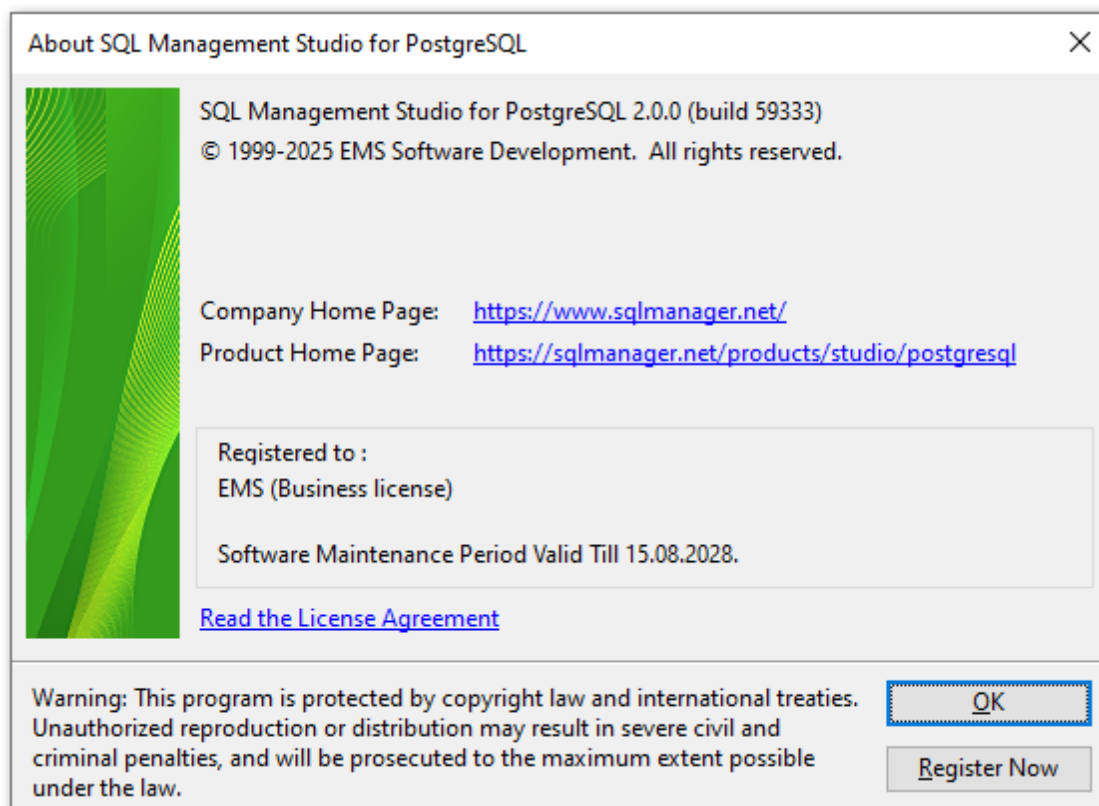 About SQL Management Studio for PostgreSQL
SQL Management Studio for PostgreSQL 2.0.0 (build 59333)
© 1999-2025 EMS Software Development.  All rights reserved.
Company Home Page: https://www.sqlmanager.net/
Product Home Page: https://sqlmanager.net/products/studio/postgresql
Registered to :
EMS (Business license)
Software Maintenance Period Valid Till 15.08.2028.
Read the License Agreement
Warning: This program is protected by copyright law and international treaties.
Unauthorized reproduction or distribution may result in severe civil and
criminal penalties, and will be prosecuted to the maximum extent possible
under the law.
OK
Register Now